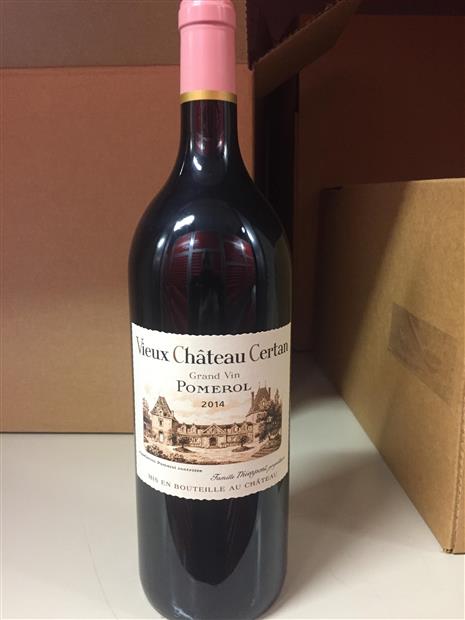 Vieux Château Certan
Grand Vin
POMEROL
2014
Famille Thienpont, propriétaire
MIS EN BOUTEILLE AU CHÂTEAU